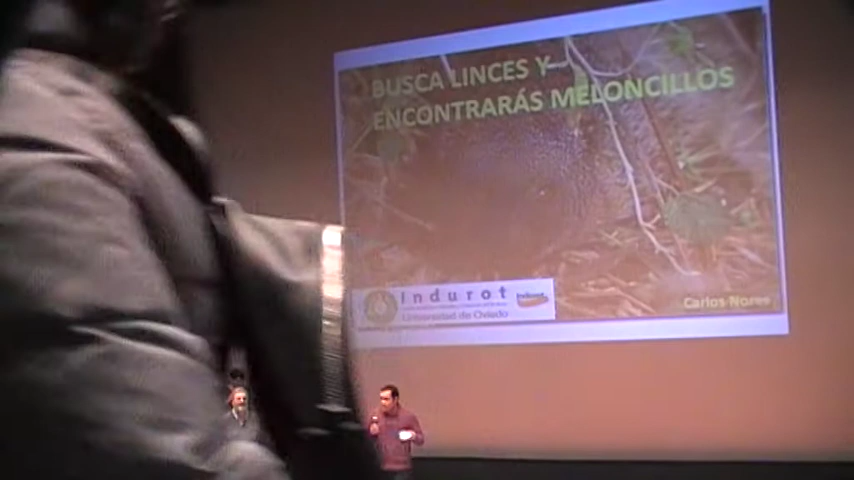 BUSCA LINCES Y
ENCONTRARÁS MELONCILLOS
Indurot
Universidad de Oviedo
Carlos Nores